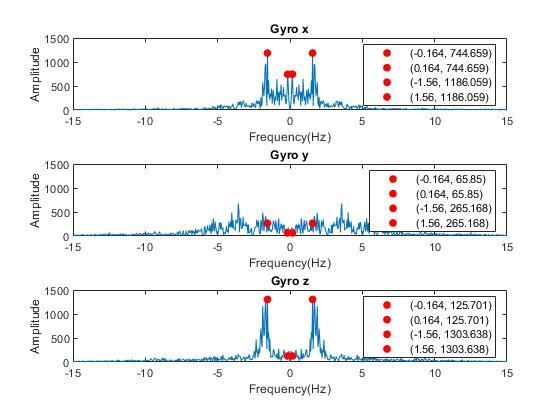 Gyro x
Amplitude
1500
1000
500
0
(-0.164, 744.659)
(0.164, 744.659)
(-1.56, 1186.059)
(1.56, 1186.059)
-15 -10 -5 0 5 10 15
Frequency(Hz)
Gyro y
Amplitude
1500
1000
500
0
(-0.164, 65.85)
(0.164, 65.85)
(-1.56, 265.168)
(1.56, 265.168)
-15 -10 -5 0 5 10 15
Frequency(Hz)
Gyro z
Amplitude
1500
1000
500
0
(-0.164, 125.701)
(0.164, 125.701)
(-1.56, 1303.638)
(1.56, 1303.638)
-15 -10 -5 0 5 10 15
Frequency(Hz)